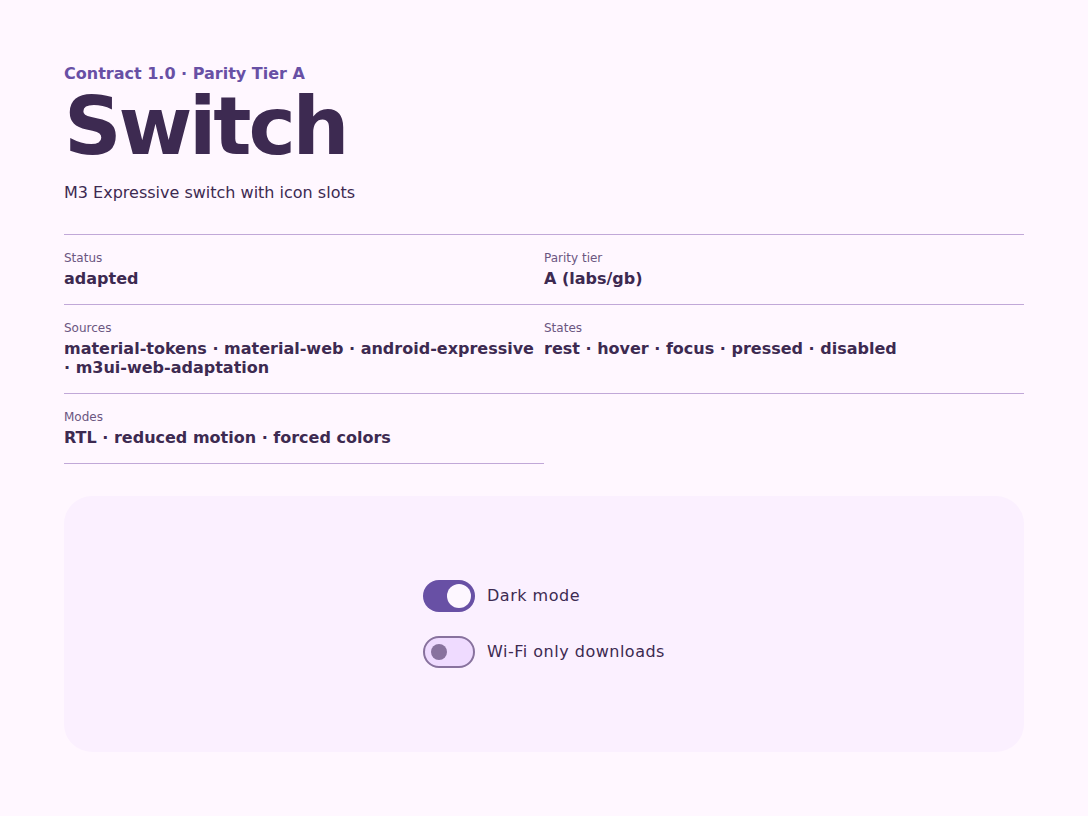 Contract 1.0 · Parity Tier A
Switch
M3 Expressive switch with icon slots
Status
adapted
Parity tier
A (labs/gb)
Sources
material-tokens · material-web · android-expressive
· m3ui-web-adaptation
States
rest · hover · focus · pressed · disabled
Modes
RTL · reduced motion · forced colors
Dark mode
Wi-Fi only downloads